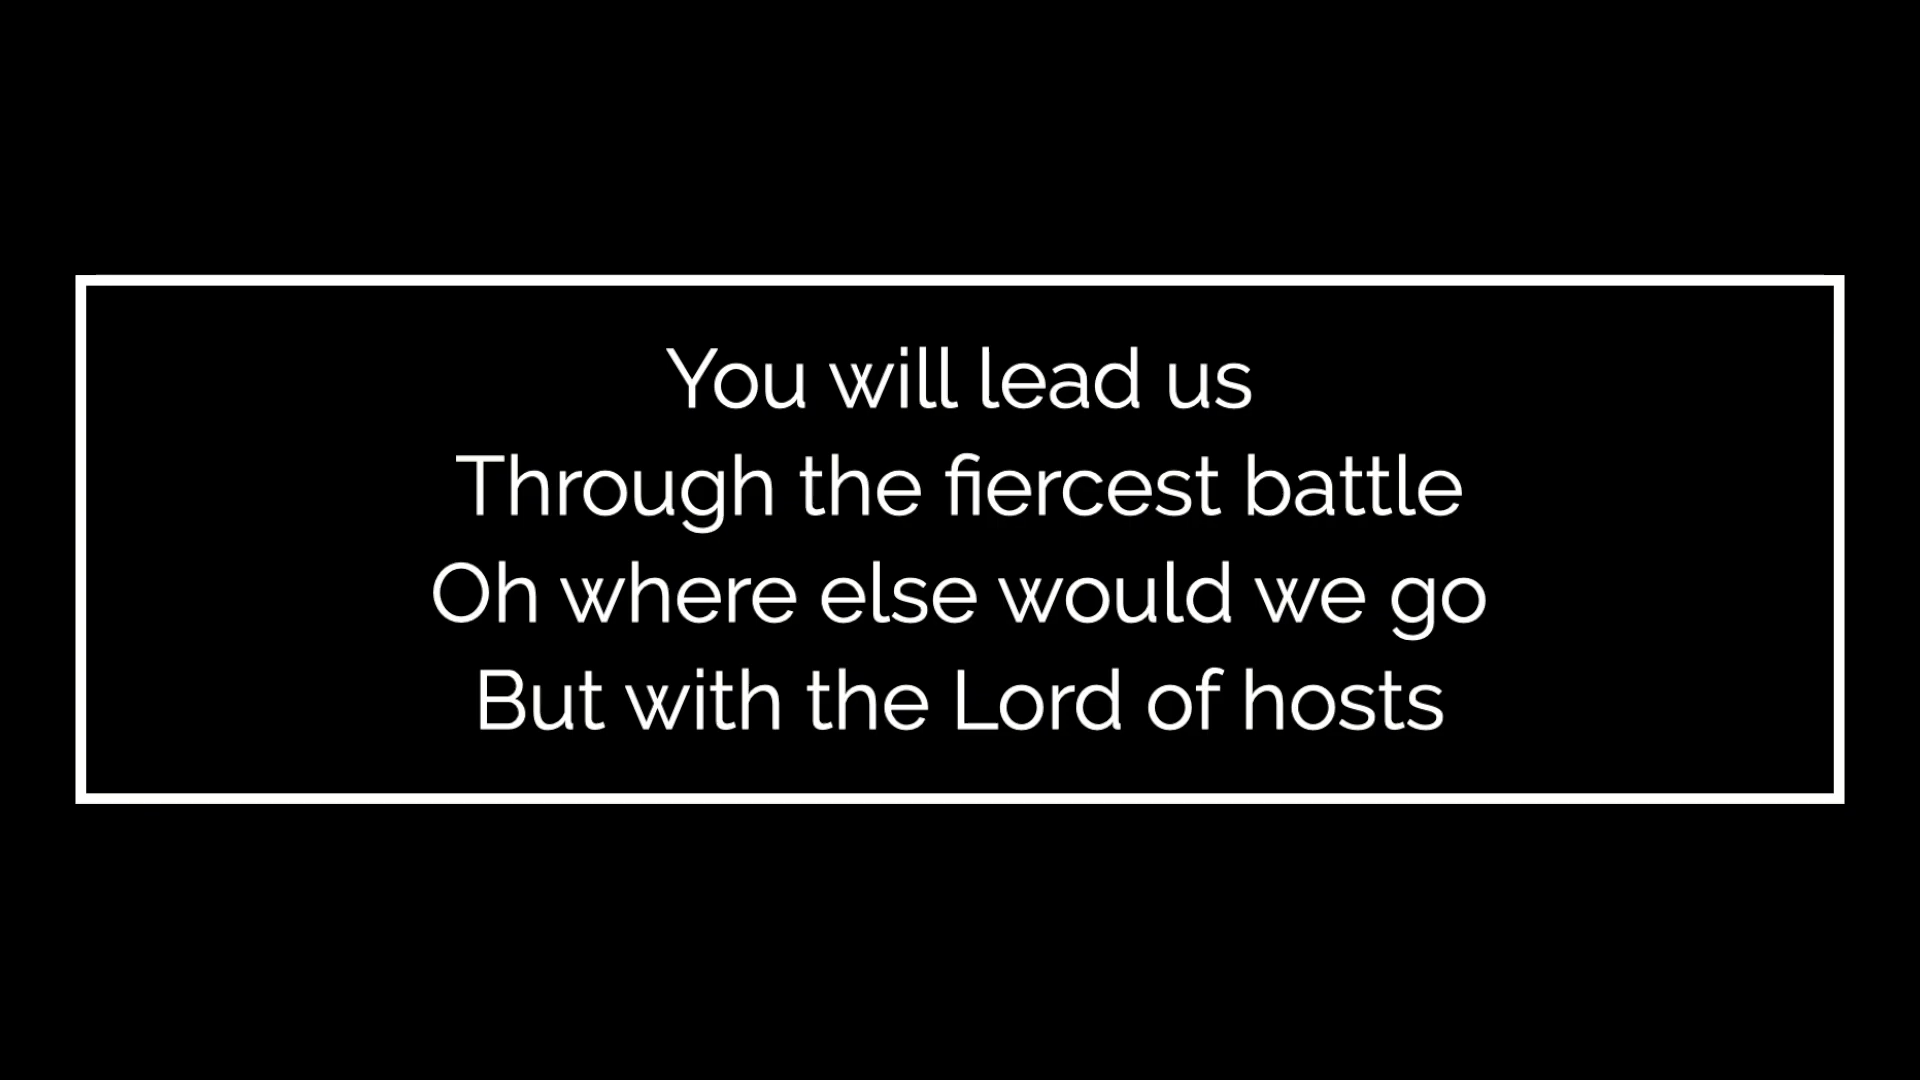 You will lead us
Through the fiercest battle
Oh where else would we go
But with the Lord of hosts